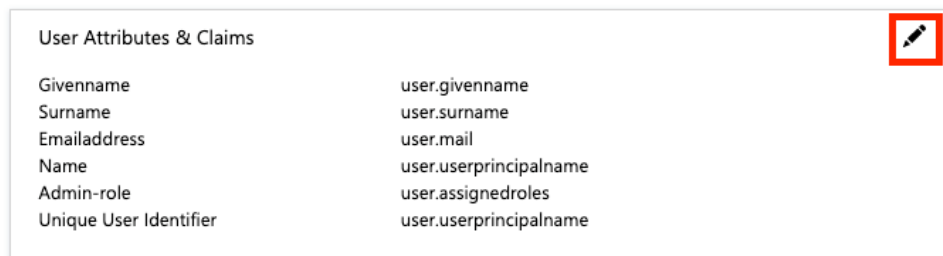 User Attributes & Claims
Givenname user.givenname
Surname user.surname
Emailaddress user.mail
Name user.userprincipalname
Admin-role user.assignedroles
Unique User Identifier user.userprincipalname